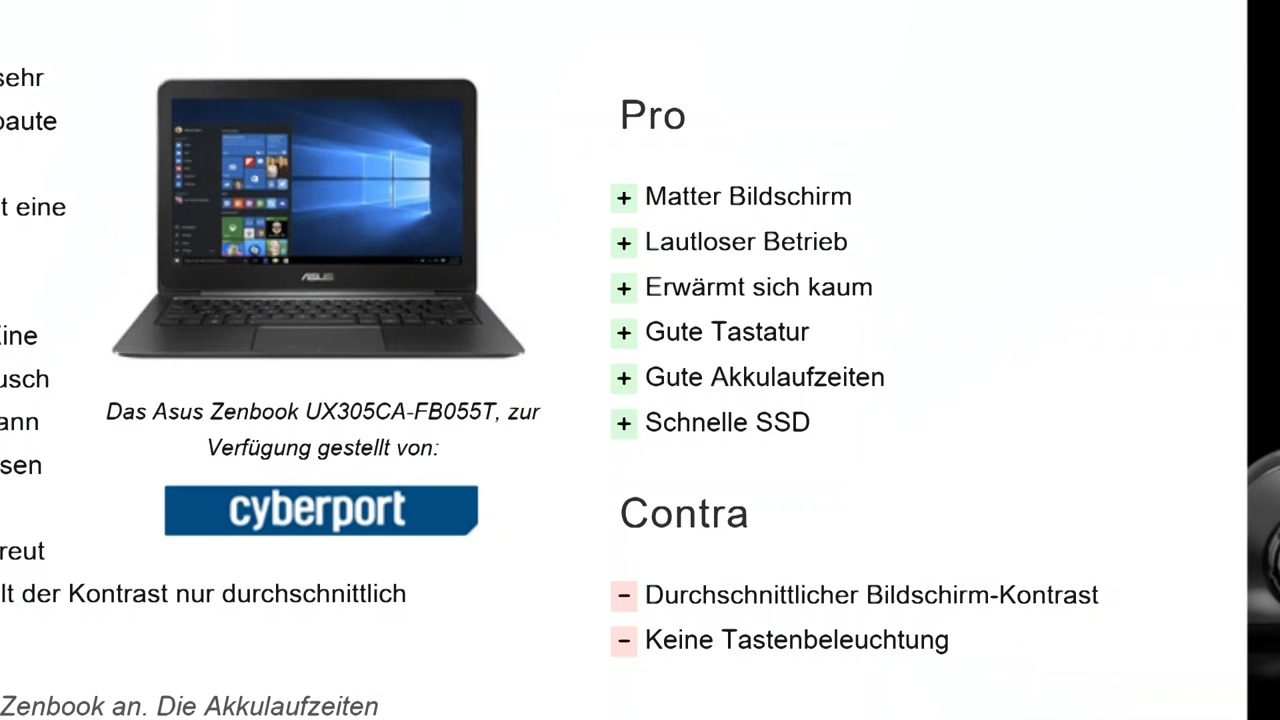 sehr
baute
t eine
Eine
usch
ann
sen
reut
lt der Kontrast nur durchschnittlich
Zenbook an. Die Akkulaufzeiten
ASUS
Das Asus Zenbook UX305CA-FB055T, zur
Verfügung gestellt von:
cyberport
Pro
+ Matter Bildschirm
+ Lautloser Betrieb
+ Erwärmt sich kaum
+ Gute Tastatur
+ Gute Akkulaufzeiten
+ Schnelle SSD
Contra
- Durchschnittlicher Bildschirm-Kontrast
- Keine Tastenbeleuchtung